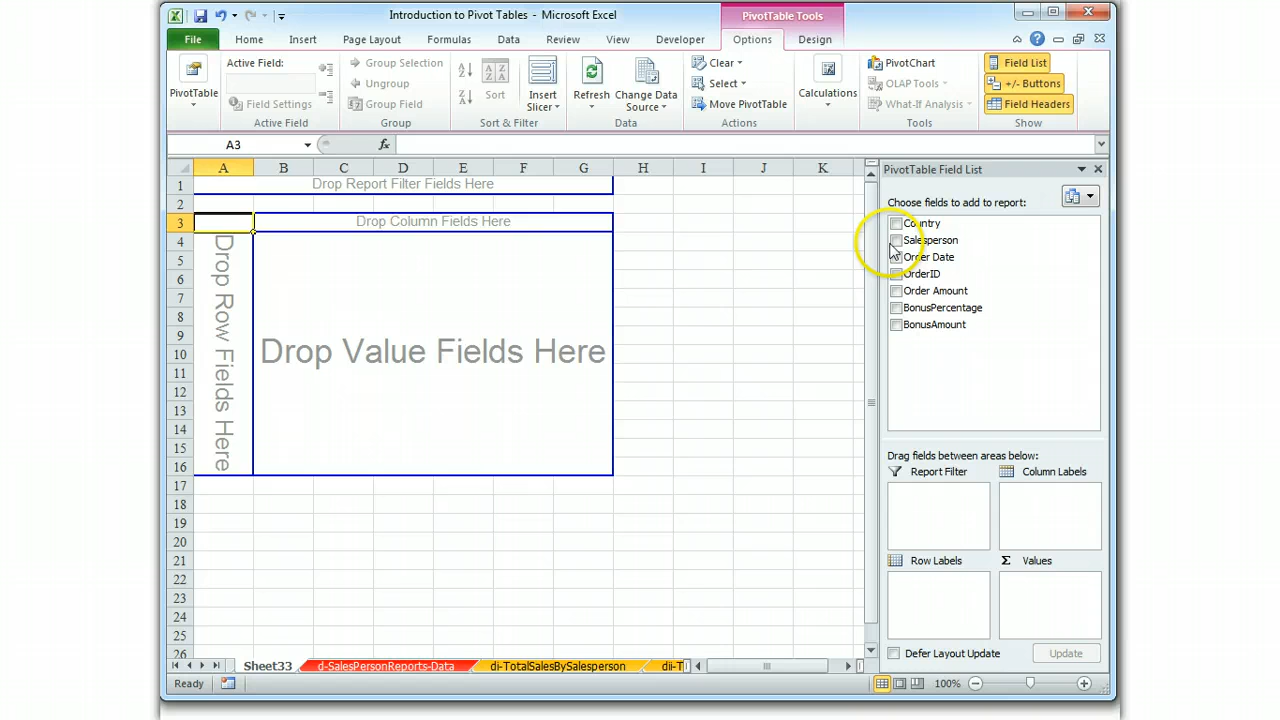 Introduction to Pivot Tables - Microsoft Excel
PivotTable Tools
File Home Insert Page Layout Formulas Data Review View Developer Options Design
PivotTable
Active Field:
Field Settings
Active Field
Group Selection
Ungroup
Group Field
Group
Sort
Insert
Slicer
Sort & Filter
Refresh
Change Data
Source
Data
Clear
Select
Move PivotTable
Actions
Calculations
PivotChart
OLAP Tools
What-If Analysis
Tools
Field List
+/- Buttons
Field Headers
Show
A3
fx
A B C D E F G H I J K
1 Drop Report Filter Fields Here
2
3 Drop Column Fields Here
4
5
6
7
8
9
10
11
12
13
14
15
16
17
18
19
20
21
22
23
24
25
26
Drop Row Fields Here
Drop Value Fields Here
PivotTable Field List
Choose fields to add to report:
Country
Salesperson
Order Date
OrderID
Order Amount
BonusPercentage
BonusAmount
Drag fields between areas below:
Report Filter
Column Labels
Row Labels
Σ Values
Defer Layout Update
Update
Sheet33 d-SalesPersonReports-Data di-TotalSalesBySalesperson dii-T
Ready
100%